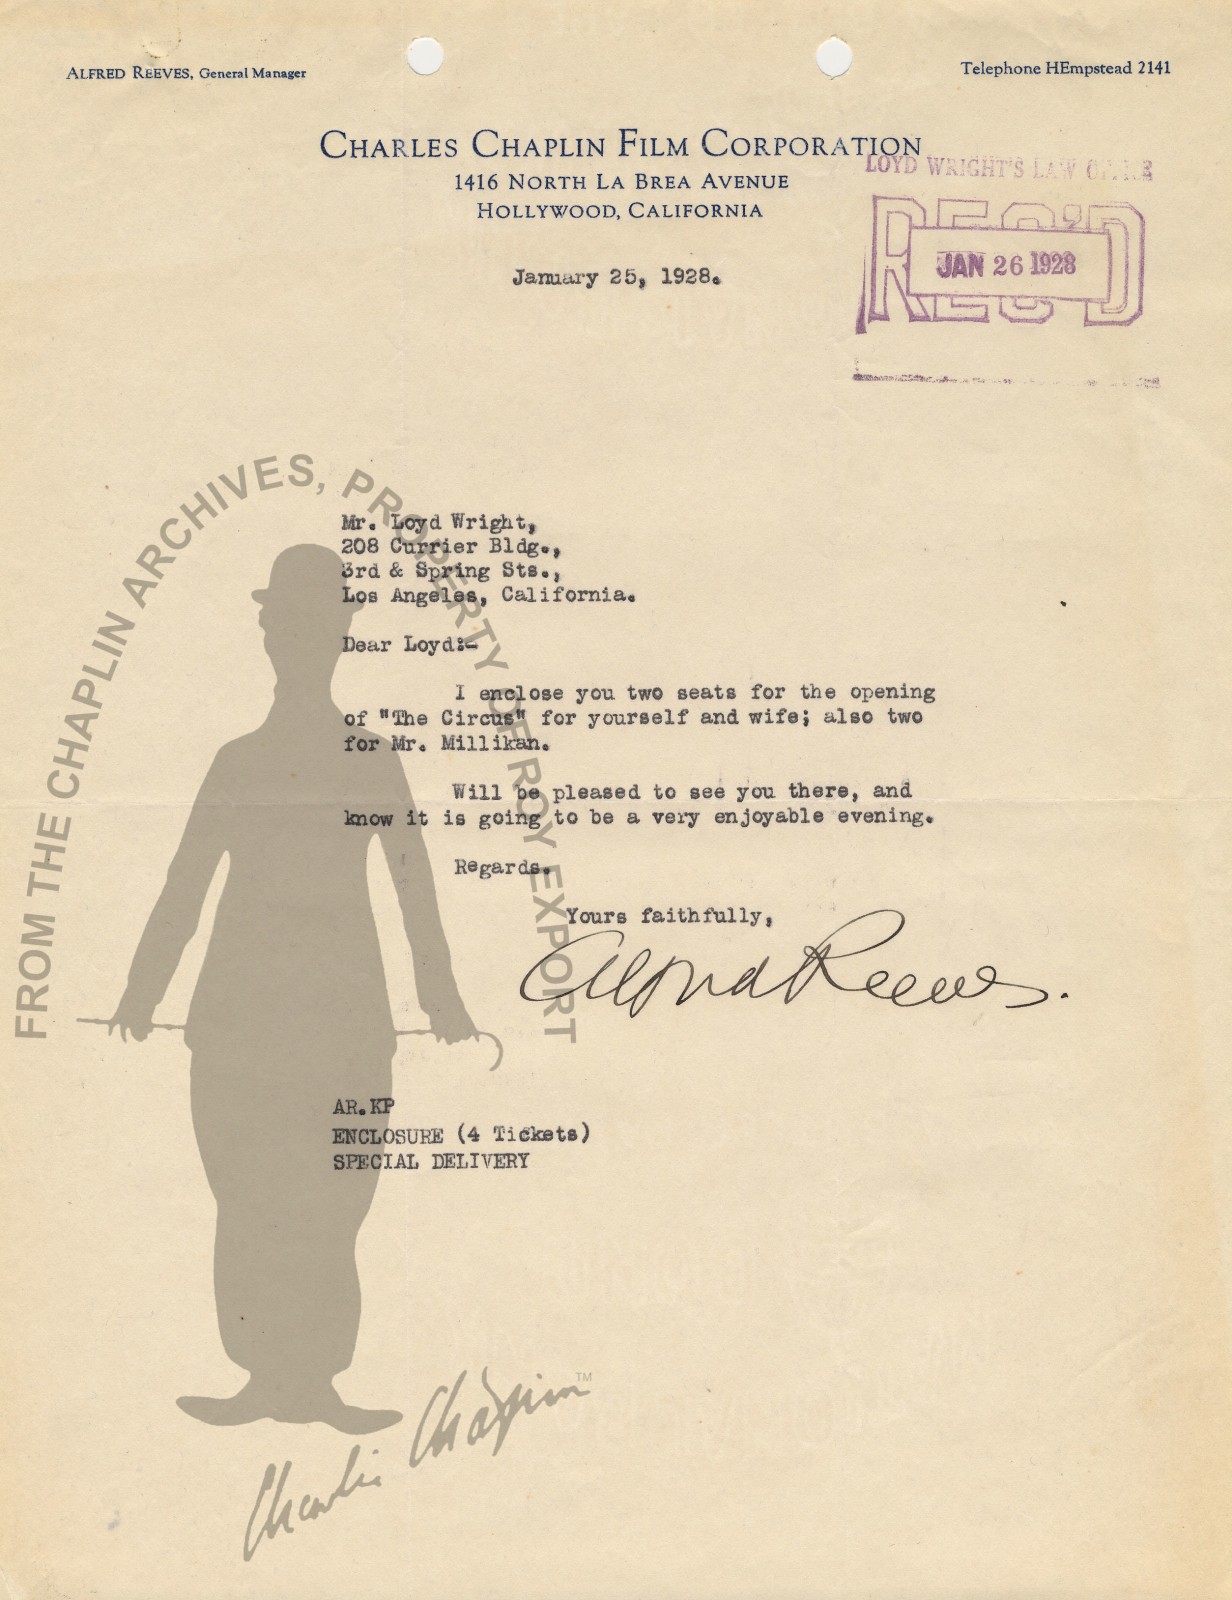 ALFRED REEVES, General Manager
Telephone HEmpstead 2141
CHARLES CHAPLIN FILM CORPORATION
1416 NORTH LA BREA AVENUE
HOLLYWOOD, CALIFORNIA
LOYD WRIGHT'S LAW OFFICE
REC'D
JAN 26 1928
January 25, 1928.
FROM THE CHAPLIN ARCHIVES, PROPERTY OF ROY EXPORT
Mr. Loyd Wright,
208 Currier Bldg.,
3rd & Spring Sts.,
Los Angeles, California.
Dear Loyd:-
I enclose you two seats for the opening
of "The Circus" for yourself and wife; also two
for Mr. Millikan.
Will be pleased to see you there, and
know it is going to be a very enjoyable evening.
Regards.
Yours faithfully,
Alfred Reeves.
AR.KP
ENCLOSURE (4 Tickets)
SPECIAL DELIVERY
Charlie Chaplin™